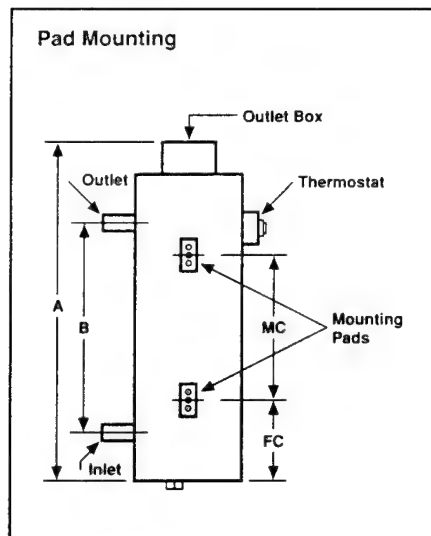 Pad Mounting
Outlet Box
Outlet
Thermostat
A
B
MC
Mounting
Pads
FC
Inlet